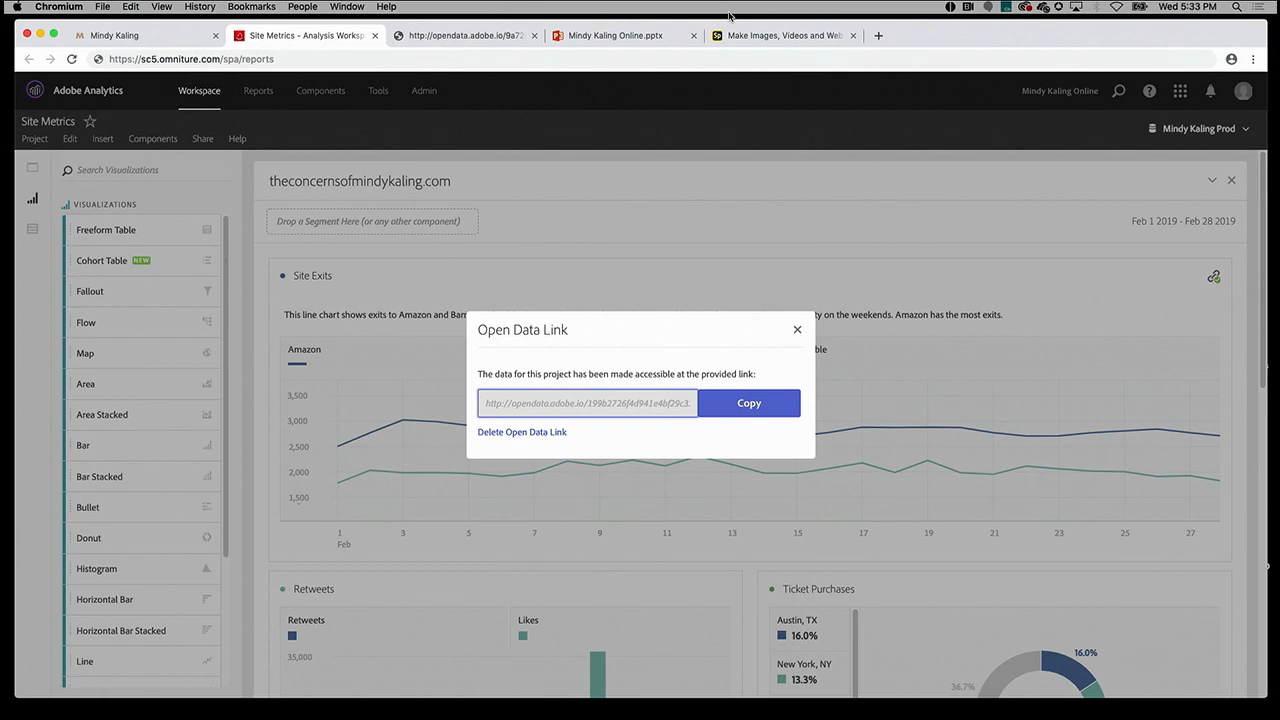 Chromium File Edit View History Bookmarks People Window Help Wed 5:33 PM
Mindy Kaling Site Metrics - Analysis Worksp http://opendata.adobe.io/9a72 Mindy Kaling Online.pptx Make Images, Videos and Web
https://sc5.omniture.com/spa/reports
Adobe Analytics Workspace Reports Components Tools Admin Mindy Kaling Online
Site Metrics
Project Edit Insert Components Share Help Mindy Kaling Prod
Search Visualizations
VISUALIZATIONS
Freeform Table
Cohort Table NEW
Fallout
Flow
Map
Area
Area Stacked
Bar
Bar Stacked
Bullet
Donut
Histogram
Horizontal Bar
Horizontal Bar Stacked
Line
theconcernsofmindykaling.com
Drop a Segment Here (or any other component) Feb 1 2019 - Feb 28 2019
Site Exits
This line chart shows exits to Amazon and Barn on the weekends. Amazon has the most exits.
Amazon
3,500
3,000
2,500
2,000
1,500
1 3 5 7 9 11 13 15 17 19 21 23 25 27
Feb
Open Data Link
The data for this project has been made accessible at the provided link:
http://opendata.adobe.io/199b2726f4d941e4bf29c3. Copy
Delete Open Data Link
Retweets
Retweets Likes
35,000
Ticket Purchases
Austin, TX
16.0%
New York, NY
13.3%
16.0%
36.7%